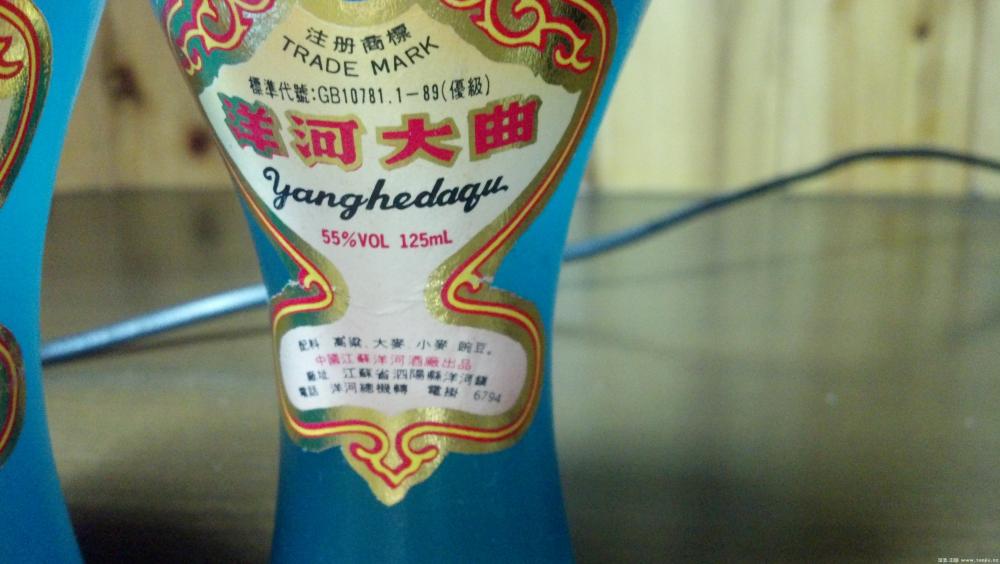 注册商標
TRADE MARK
標準代號:GB10781.1-89(優級)
洋河大曲
Yanghedaqu
55%VOL 125mL
配料 高粱、大麥、小麥 豌豆。
中國江蘇洋河酒廠出品
廠址 江蘇省泗陽縣洋河鎮
電話 洋河總機轉 電掛 6794